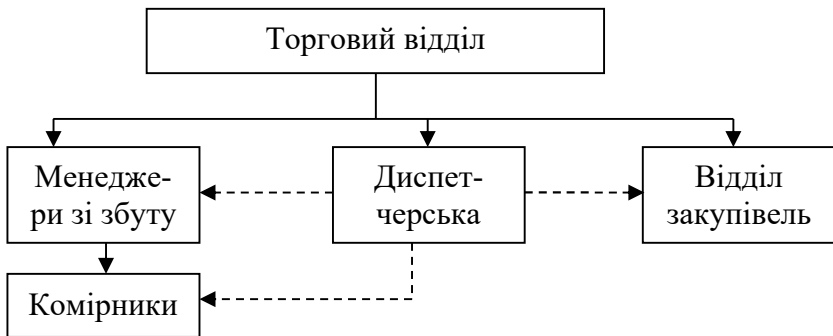 Торговий відділ
Менедже-
ри зі збуту
Диспет-
черська
Відділ
закупівель
Комірники